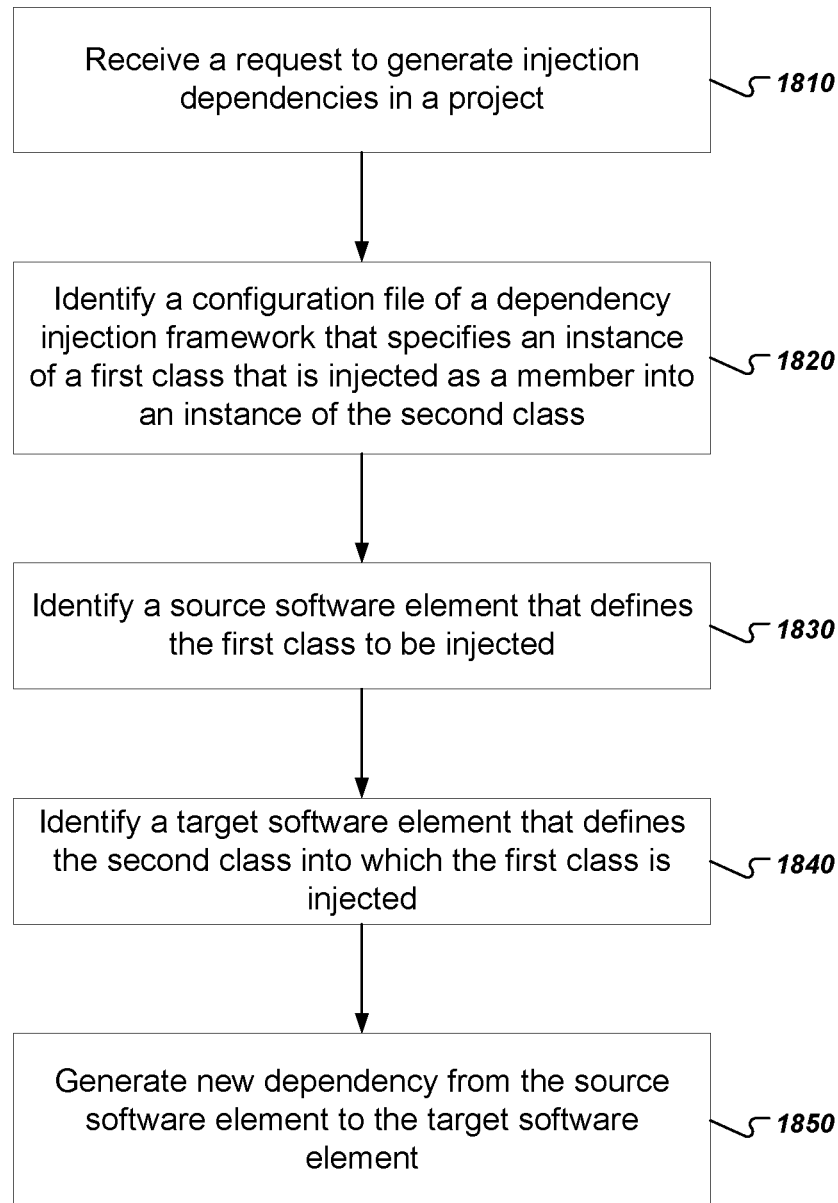 Receive a request to generate injection
dependencies in a project
1810
Identify a configuration file of a dependency
injection framework that specifies an instance
of a first class that is injected as a member into
an instance of the second class
1820
Identify a source software element that defines
the first class to be injected
1830
Identify a target software element that defines
the second class into which the first class is
injected
1840
Generate new dependency from the source
software element to the target software
element
1850